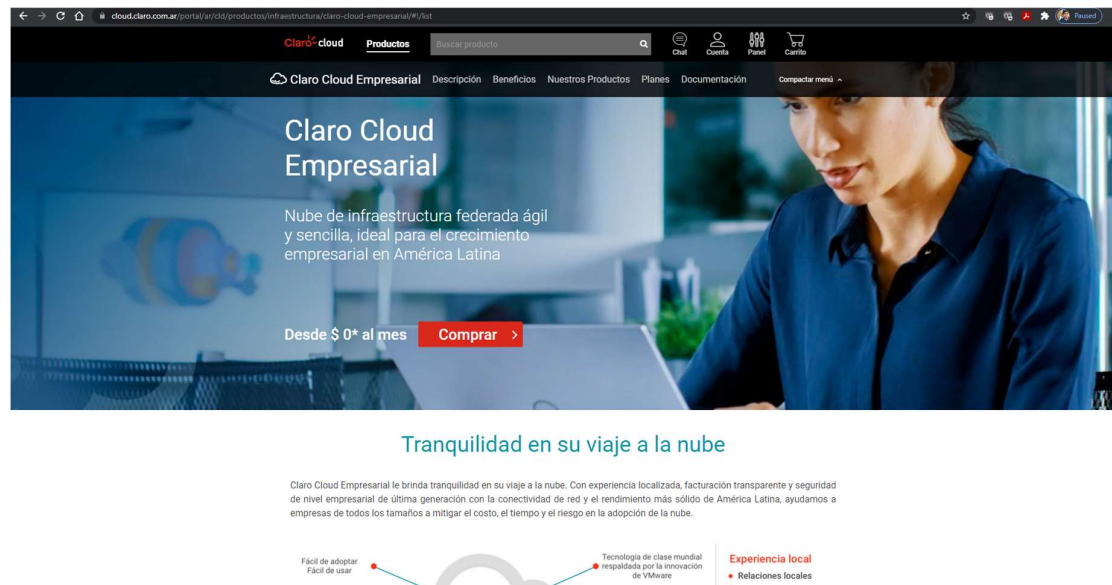 cloud.claro.com.ar/portal/ar/cld/productos/infraestructura/claro-cloud-empresarial/#!/list
Paused
Claro-cloud
Productos
Buscar producto
Chat
Cuenta
Panel
Carrito
Claro Cloud Empresarial
Descripción
Beneficios
Nuestros Productos
Planes
Documentación
Compactar menú
Claro Cloud
Empresarial
Nube de infraestructura federada ágil
y sencilla, ideal para el crecimiento
empresarial en América Latina
Desde $ 0* al mes
Comprar >
Tranquilidad en su viaje a la nube
Claro Cloud Empresarial le brinda tranquilidad en su viaje a la nube. Con experiencia localizada, facturación transparente y seguridad
de nivel empresarial de última generación con la conectividad de red y el rendimiento más sólido de América Latina, ayudamos a
empresas de todos los tamaños a mitigar el costo, el tiempo y el riesgo en la adopción de la nube.
Fácil de adoptar
Fácil de usar
Tecnología de clase mundial
respaldada por la innovación
de VMware
Experiencia local
• Relaciones locales